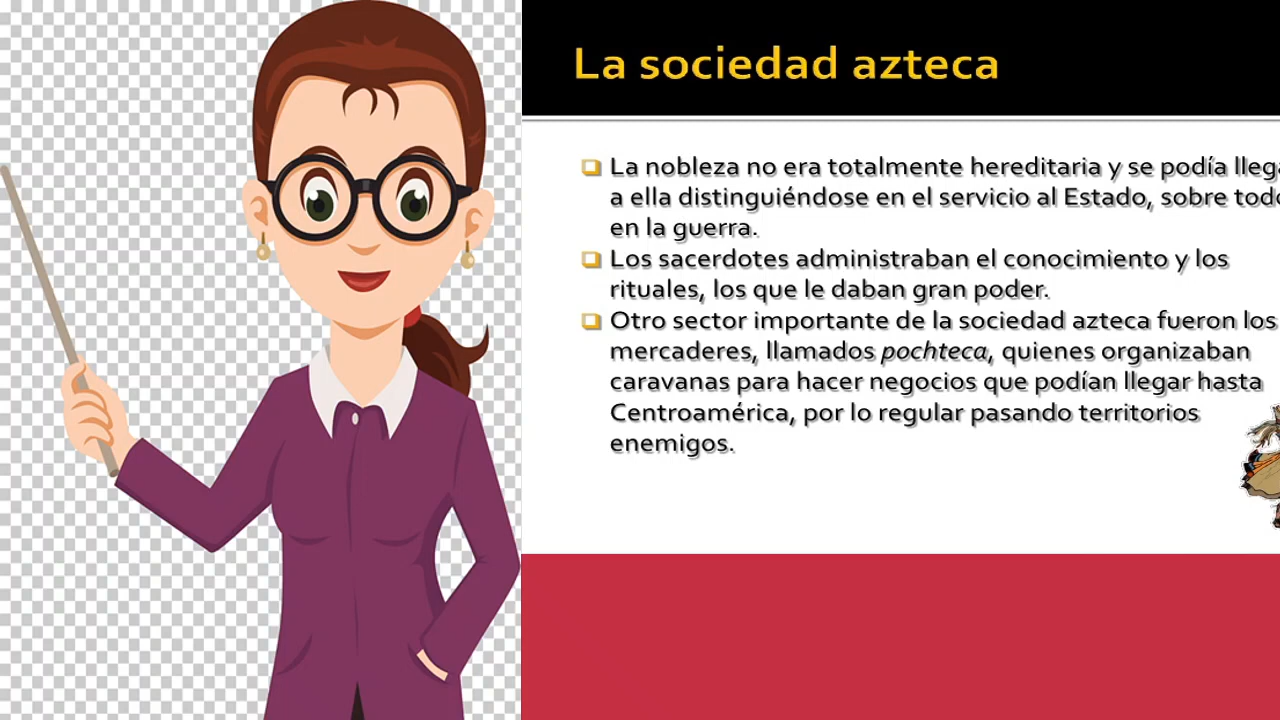 La sociedad azteca
La nobleza no era totalmente hereditaria y se podía
a ella distinguiéndose en el servicio al Estado, sobre
en la guerra.
Los sacerdotes administraban el conocimiento y los
rituales, los que le daban gran poder.
Otro sector importante de la sociedad azteca fueron los
mercaderes, llamados pochteca, quienes organizaban
caravanas para hacer negocios que podían llegar hasta
Centroamérica, por lo regular pasando territorios
enemigos.